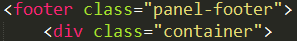 <footer class="panel-footer">
<div class="container">